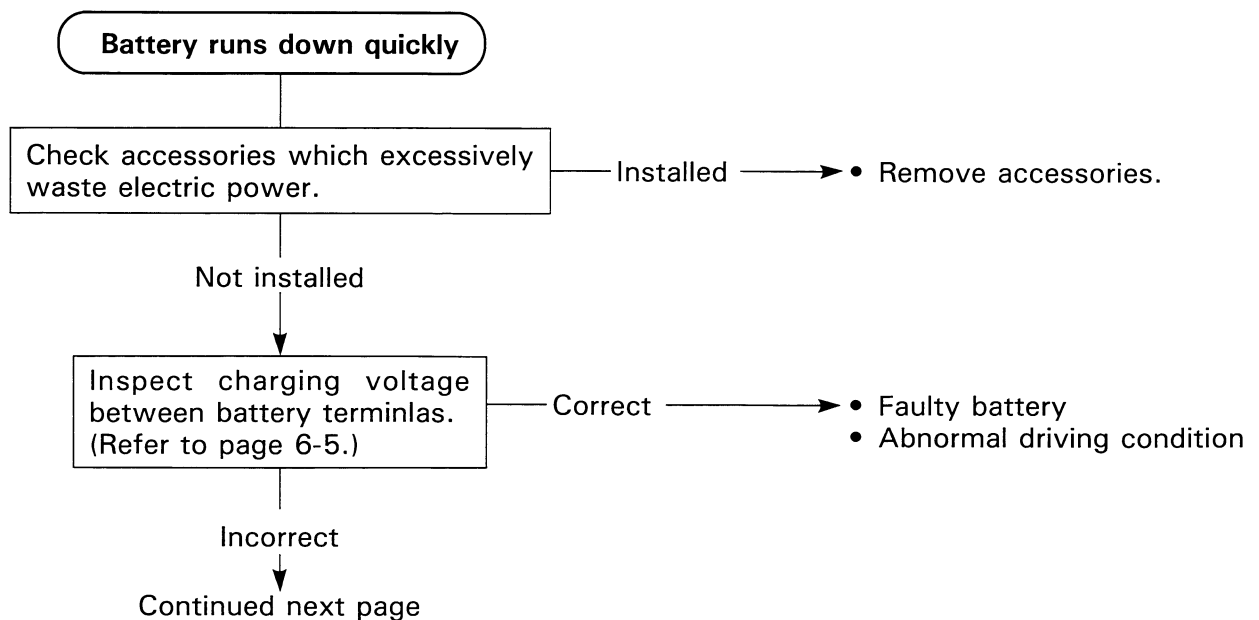 Battery runs down quickly
Check accessories which excessively
waste electric power.
Installed
• Remove accessories.
Not installed
Inspect charging voltage
between battery terminlas.
(Refer to page 6-5.)
Correct
• Faulty battery
• Abnormal driving condition
Incorrect
Continued next page